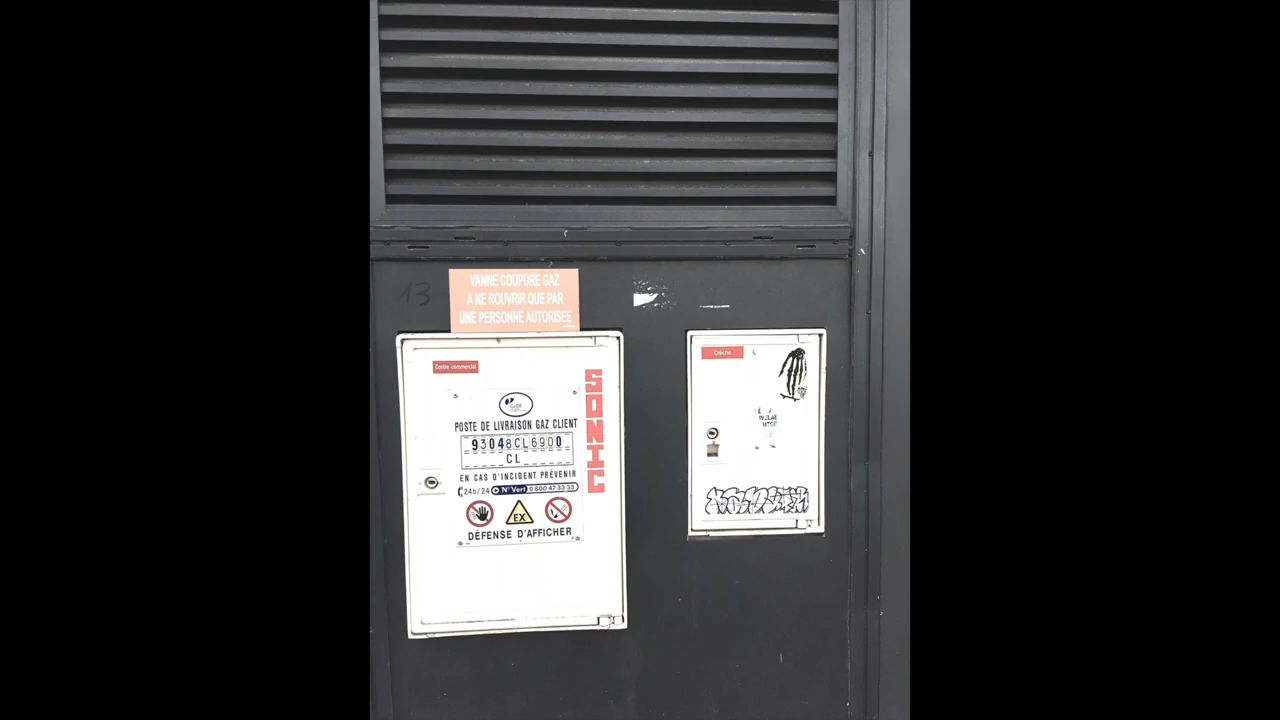 13
VANNE COUPURE GAZ
A NE ROUVRIR QUE PAR
UNE PERSONNE AUTORISEE
Centre commercial
GrDF
POSTE DE LIVRAISON GAZ CLIENT
93048CL6900
CL
EN CAS D'INCIDENT PRÉVENIR
24h/24 N° Vert 0 800 47 33 33
EX
DÉFENSE D'AFFICHER
SONIC
Crèche